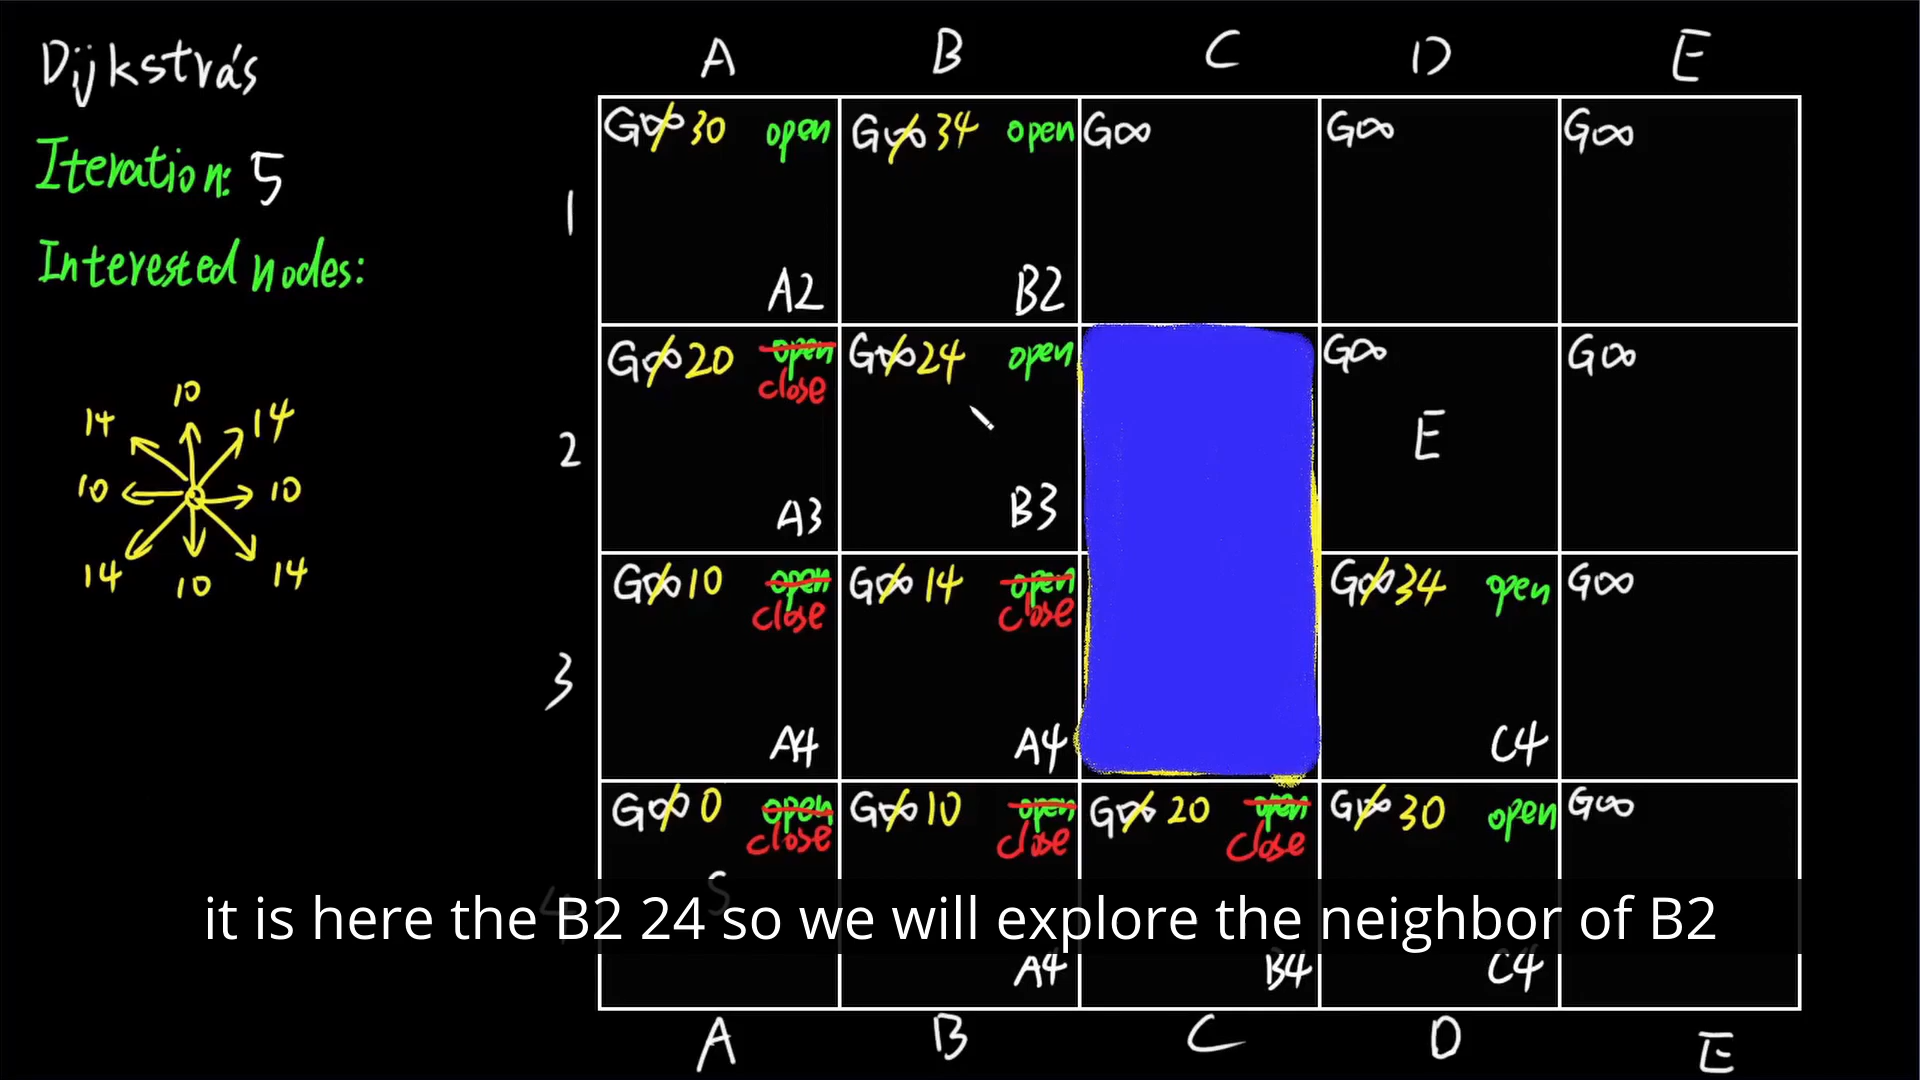 Dijkstra's
Iteration: 5
Interested nodes:
14 10 14
10 10
14 10 14
A B C D E
1
G∞ 30 open
A2
G∞ 34 open
B2
G∞
G∞
G∞
2
G∞ 20 open
close
A3
G∞ 24 open
B3
G∞
E
G∞
3
G∞ 10 open
close
A4
G∞ 14 open
close
A4
G∞ 34 open
C4
G∞
4
G∞ 0 open
close
S
G∞ 10 open
close
A4
G∞ 20 open
close
B4
G∞ 30 open
C4
G∞
it is here the B2 24 so we will explore the neighbor of B2
A B C D E